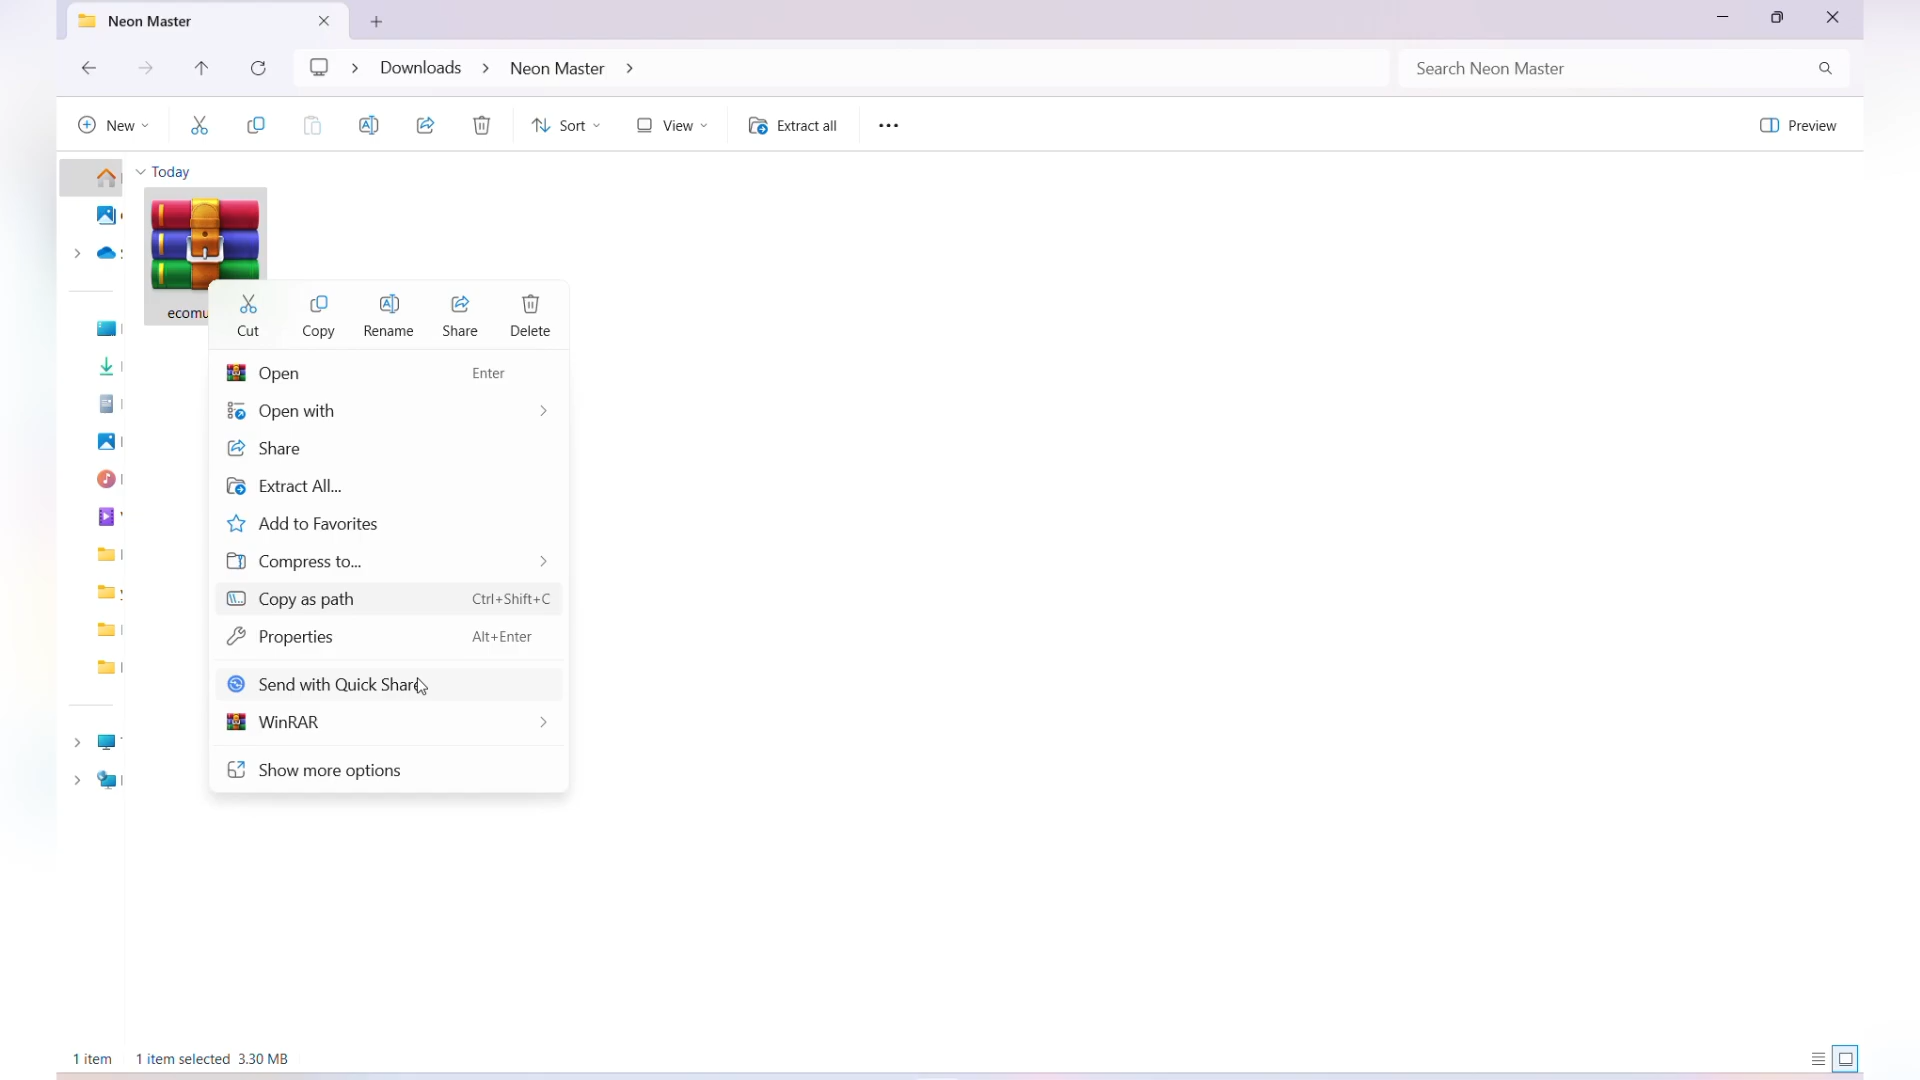 Neon Master
Downloads
Neon Master
Search Neon Master
New
Sort
View
Extract all
Preview
Today
Cut
Copy
Rename
Share
Delete
Open Enter
Open with
Share
Extract All...
Add to Favorites
Compress to...
Copy as path Ctrl+Shift+C
Properties Alt+Enter
Send with Quick Share
WinRAR
Show more options
1 item 1 item selected 3.30 MB